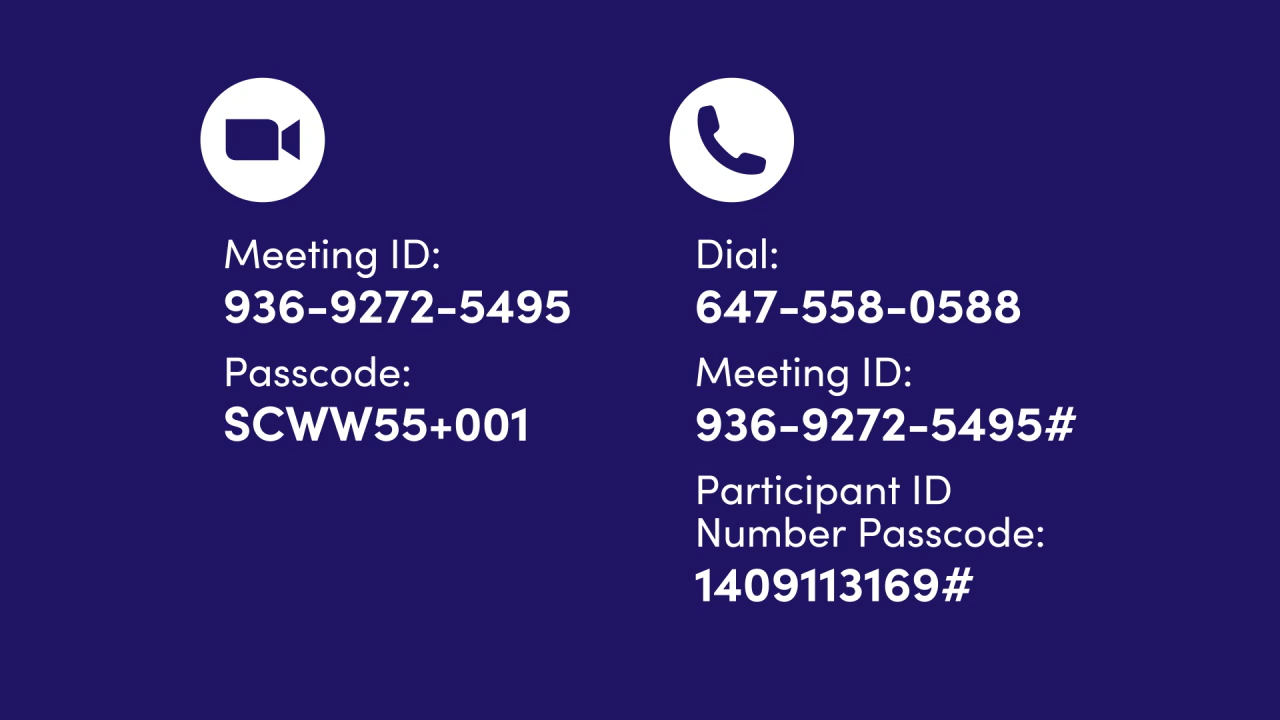 Meeting ID:
936-9272-5495
Passcode:
SCWW55+001
Dial:
647-558-0588
Meeting ID:
936-9272-5495#
Participant ID
Number Passcode:
1409113169#